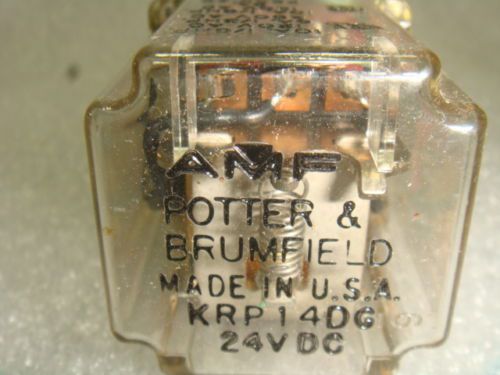 AMF
POTTER &
BRUMFIELD
MADE IN U.S.A.
KRP14DG
24VDC